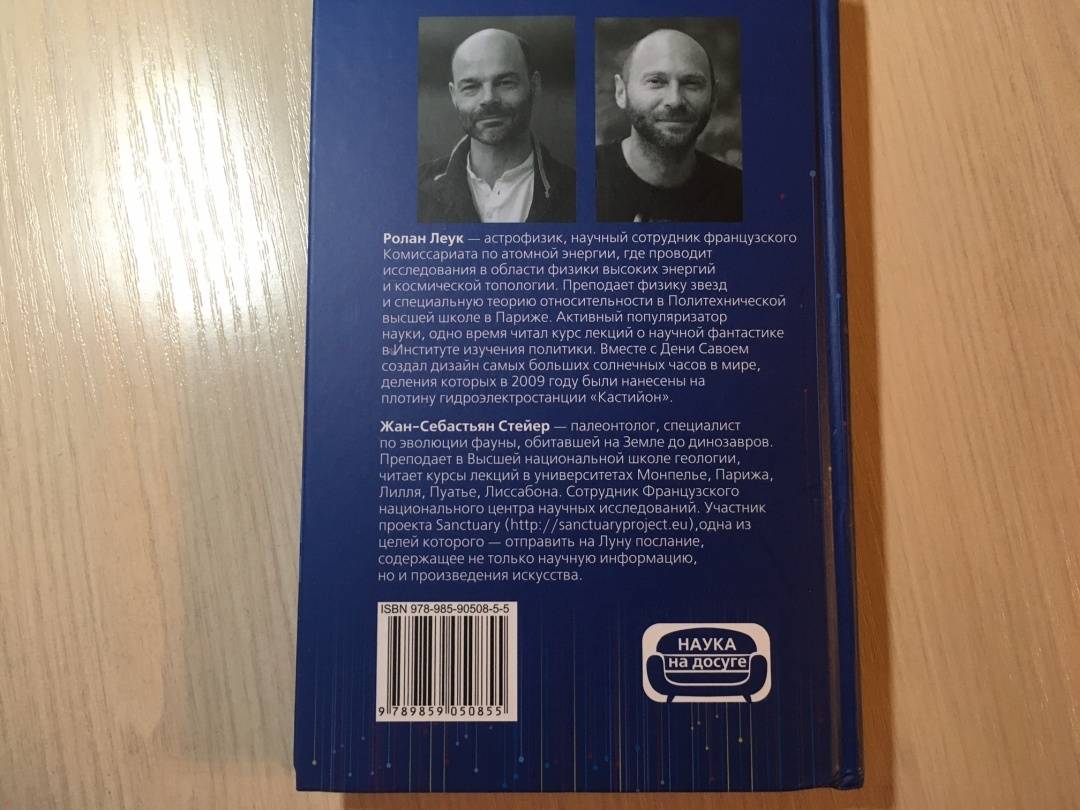 Ролан Леук — астрофизик, научный сотрудник французского
Комиссариата по атомной энергии, где проводит
исследования в области физики высоких энергий
и космической топологии. Преподает физику звезд
и специальную теорию относительности в Политехнической
высшей школе в Париже. Активный популяризатор
науки, одно время читал курс лекций о научной фантастике
в Институте изучения политики. Вместе с Дени Савоем
создал дизайн самых больших солнечных часов в мире,
деления которых в 2009 году были нанесены на
плотину гидроэлектростанции «Кастийон».
Жан-Себастьян Стейер — палеонтолог, специалист
по эволюции фауны, обитавшей на Земле до динозавров.
Преподает в Высшей национальной школе геологии,
читает курсы лекций в университетах Монпелье, Парижа,
Лилля, Пуатье, Лиссабона. Сотрудник Французского
национального центра научных исследований. Участник
проекта Sanctuary (http://sanctuaryproject.eu),одна из
целей которого — отправить на Луну послание,
содержащее не только научную информацию,
но и произведения искусства.
ISBN 978-985-90508-5-5
9 789859 050855
НАУКА
на досуге